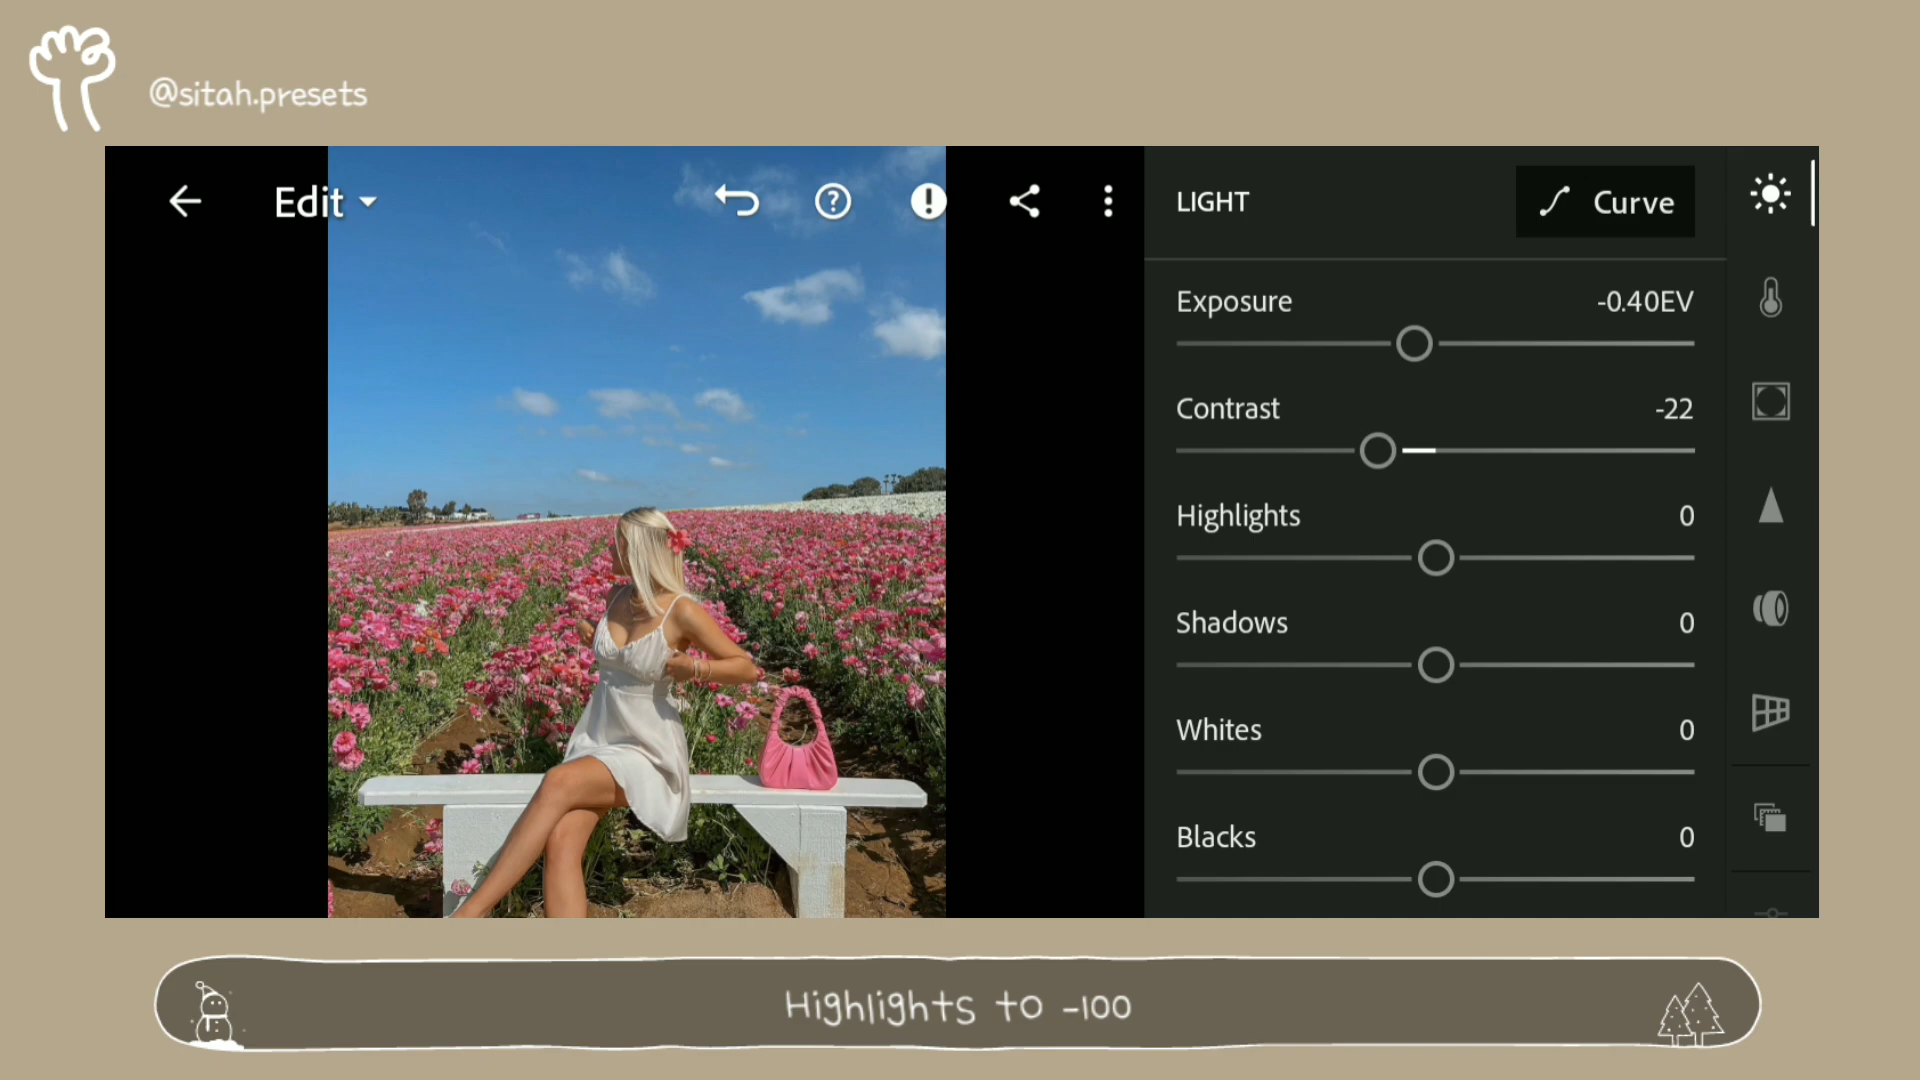 @sitah.presets
Edit
LIGHT
Curve
Exposure -0.40EV
Contrast -22
Highlights 0
Shadows 0
Whites 0
Blacks 0
Highlights to -100